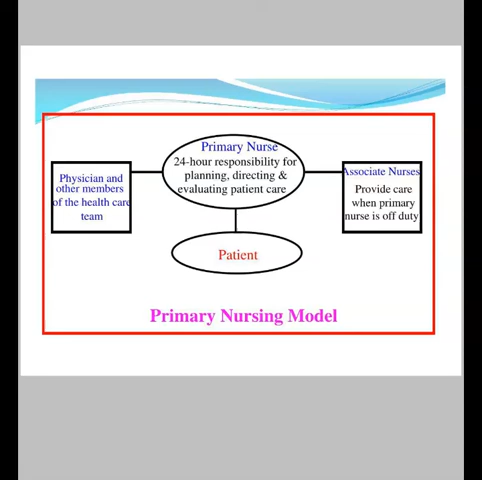 Primary Nurse
24-hour responsibility for
planning, directing &
evaluating patient care
Physician and
other members
of the health care
team
Associate Nurses
Provide care
when primary
nurse is off duty
Patient
Primary Nursing Model